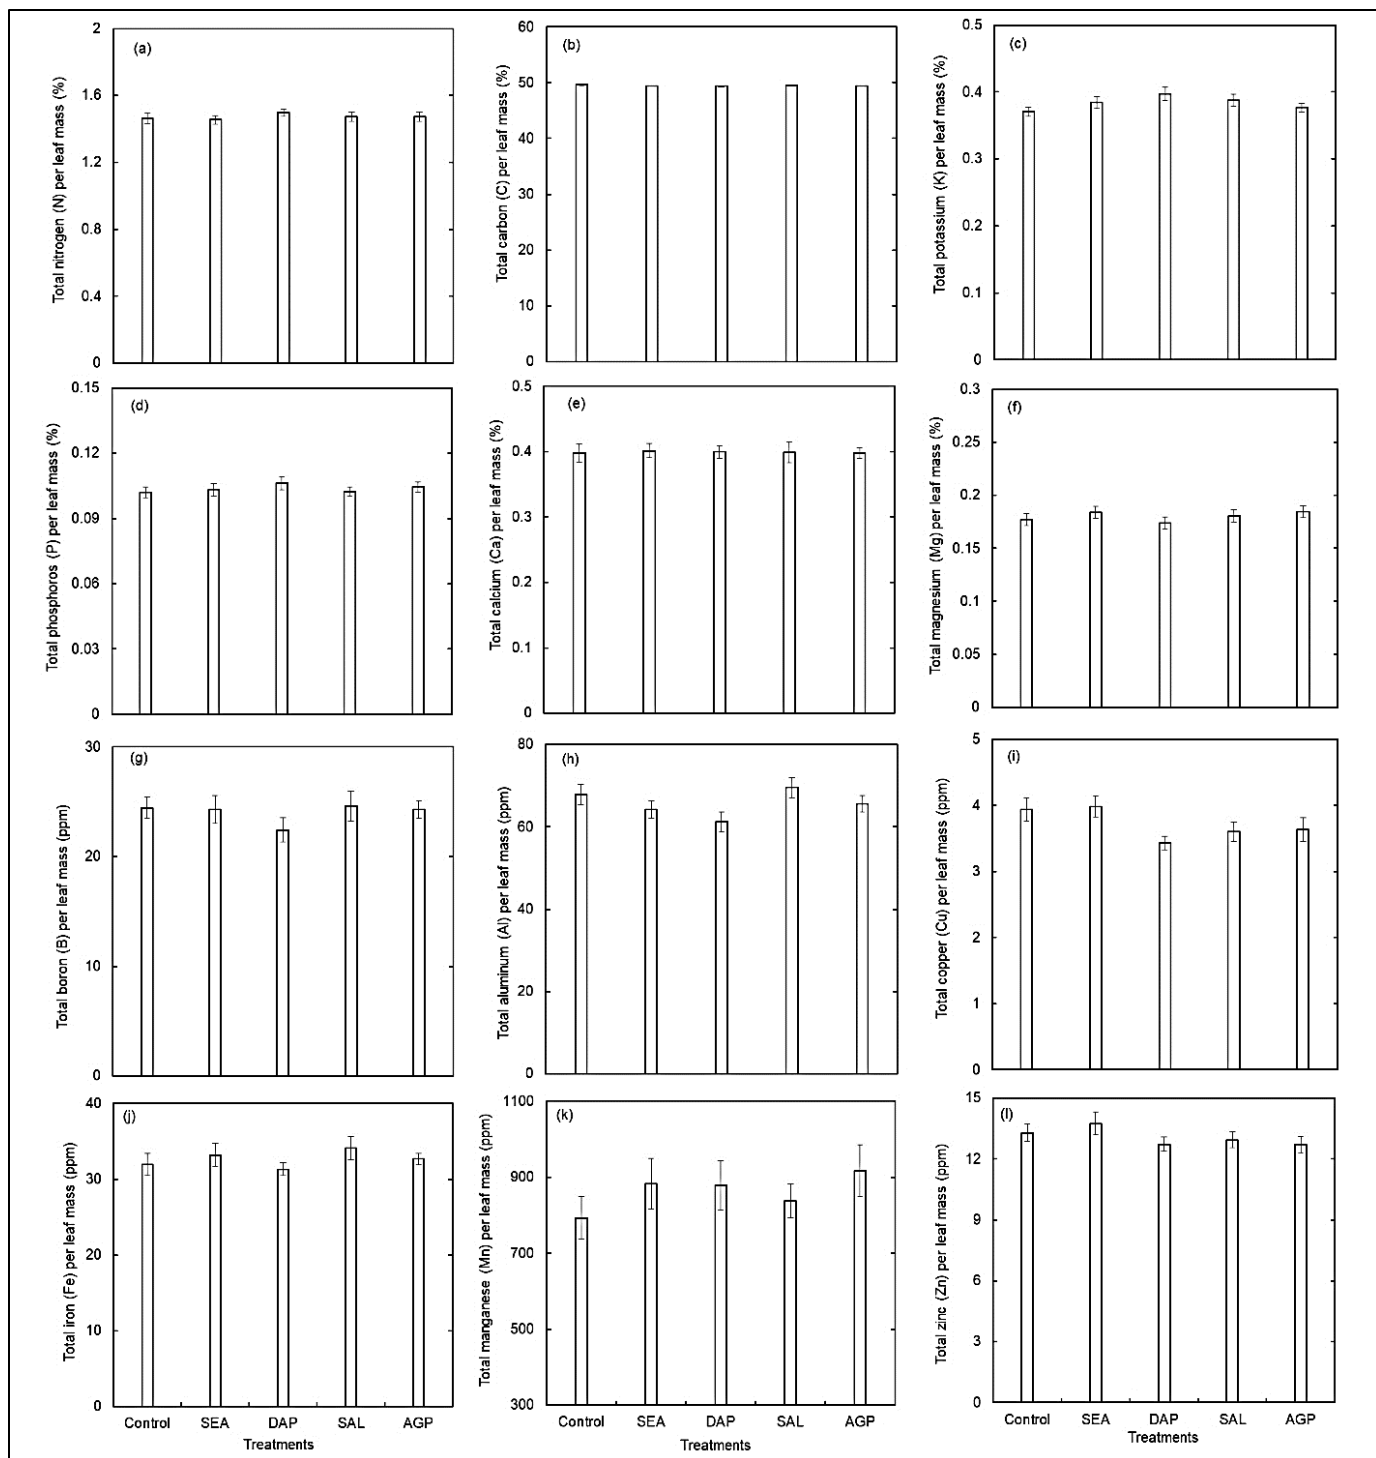 (a)
Total nitrogen (N) per leaf mass (%)
2
1.6
1.2
0.8
0.4
0
(b)
Total carbon (C) per leaf mass (%)
60
50
40
30
20
10
0
(c)
Total potassium (K) per leaf mass (%)
0.5
0.4
0.3
0.2
0.1
0
(d)
Total phosphoros (P) per leaf mass (%)
0.15
0.12
0.09
0.06
0.03
0
(e)
Total calcium (Ca) per leaf mass (%)
0.5
0.4
0.3
0.2
0.1
0
(f)
Total magnesium (Mg) per leaf mass (%)
0.3
0.25
0.2
0.15
0.1
0.05
0
(g)
Total boron (B) per leaf mass (ppm)
30
20
10
0
(h)
Total aluminum (Al) per leaf mass (ppm)
80
60
40
20
0
(i)
Total copper (Cu) per leaf mass (ppm)
5
4
3
2
1
0
(j)
Total iron (Fe) per leaf mass (ppm)
40
30
20
10
0
Control SEA DAP SAL AGP
Treatments
(k)
Total manganese (Mn) per leaf mass (ppm)
1100
900
700
500
300
Control SEA DAP SAL AGP
Treatments
(l)
Total zinc (Zn) per leaf mass (ppm)
15
12
9
6
3
0
Control SEA DAP SAL AGP
Treatments